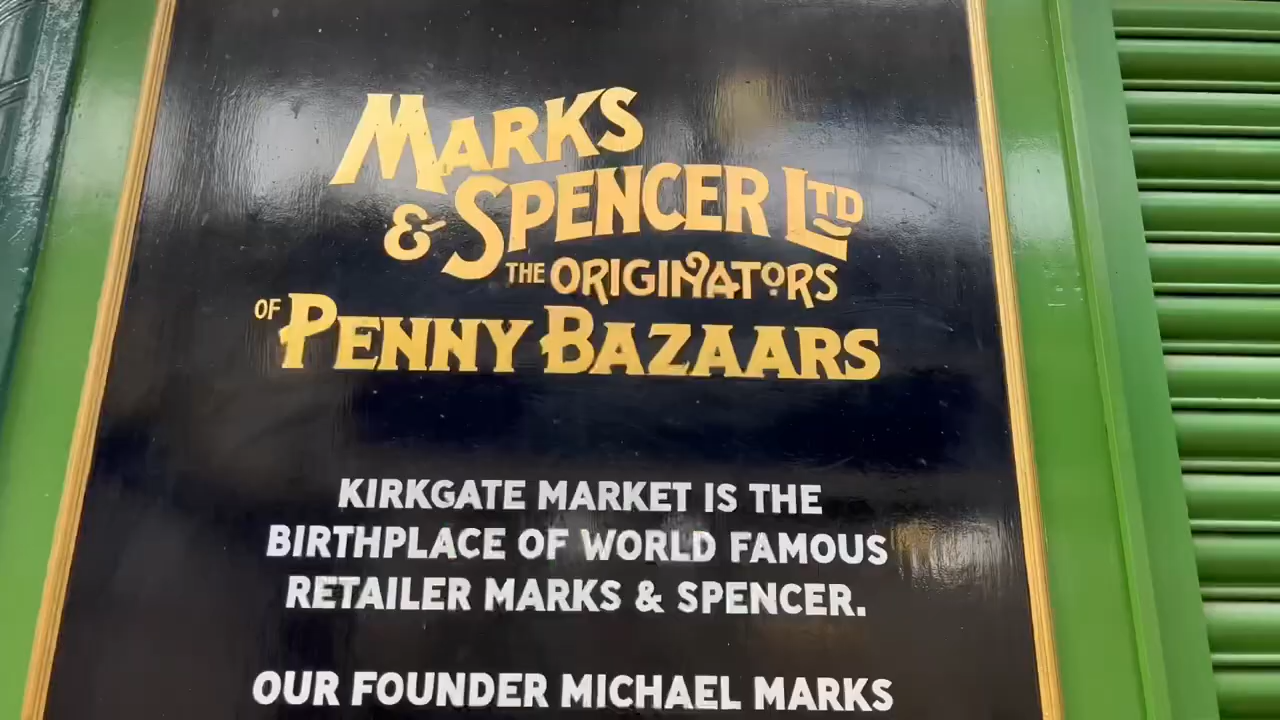 MARKS
& SPENCER LTD
THE ORIGINATORS
OF PENNY BAZAARS
KIRKGATE MARKET IS THE
BIRTHPLACE OF WORLD FAMOUS
RETAILER MARKS & SPENCER.
OUR FOUNDER MICHAEL MARKS